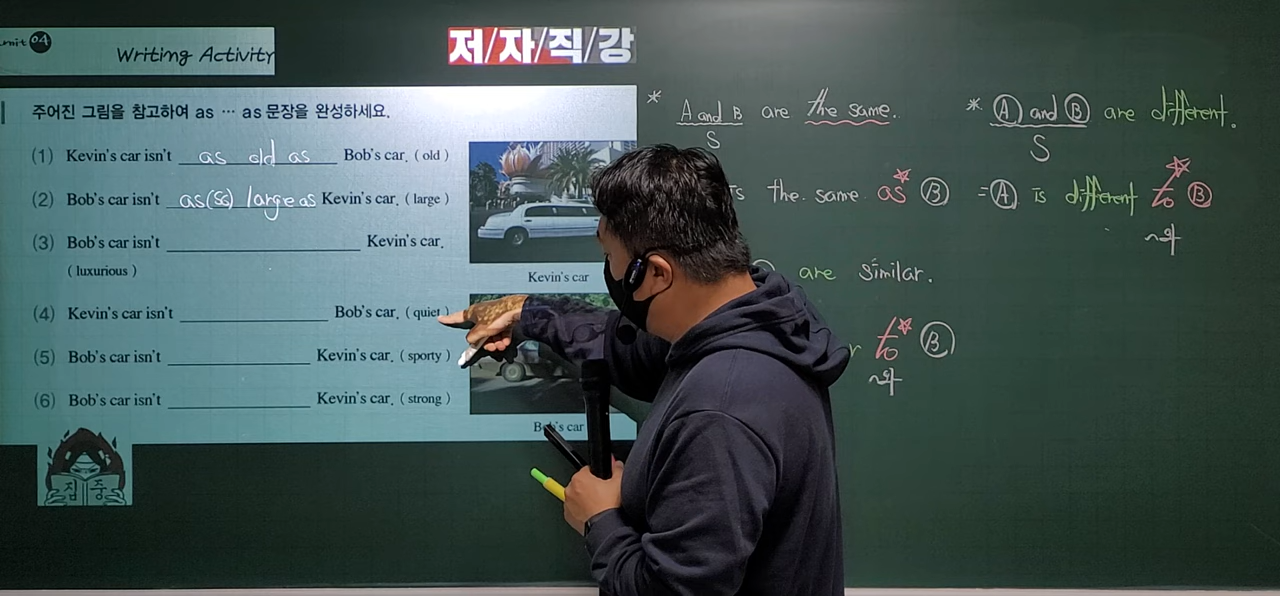 unit 04
Writing Activity
저/자/직/강
주어진 그림을 참고하여 as ··· as 문장을 완성하세요.
(1) Kevin's car isn't as old as Bob's car. ( old )
(2) Bob's car isn't as(so) large as Kevin's car. ( large )
(3) Bob's car isn't Kevin's car.
( luxurious )
(4) Kevin's car isn't Bob's car. ( quiet )
(5) Bob's car isn't Kevin's car. ( sporty )
(6) Bob's car isn't Kevin's car. ( strong )
Kevin's car
Bob's car
집중
* A and B are the same.
S
is the same as B
are similar.
to B
와
* A and B are different.
S
= A is different to B
와